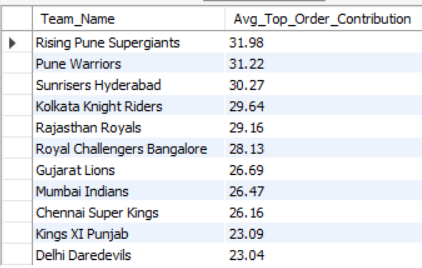 Team_Name Avg_Top_Order_Contribution
Rising Pune Supergiants 31.98
Pune Warriors 31.22
Sunrisers Hyderabad 30.27
Kolkata Knight Riders 29.64
Rajasthan Royals 29.16
Royal Challengers Bangalore 28.13
Gujarat Lions 26.69
Mumbai Indians 26.47
Chennai Super Kings 26.16
Kings XI Punjab 23.09
Delhi Daredevils 23.04